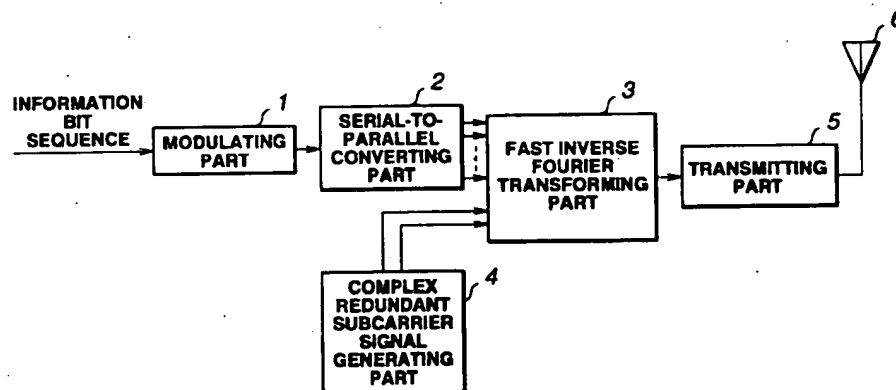 INFORMATION
BIT
SEQUENCE
1
MODULATING
PART
2
SERIAL-TO-
PARALLEL
CONVERTING
PART
3
FAST INVERSE
FOURIER
TRANSFORMING
PART
5
TRANSMITTING
PART
6
4
COMPLEX
REDUNDANT
SUBCARRIER
SIGNAL
GENERATING
PART